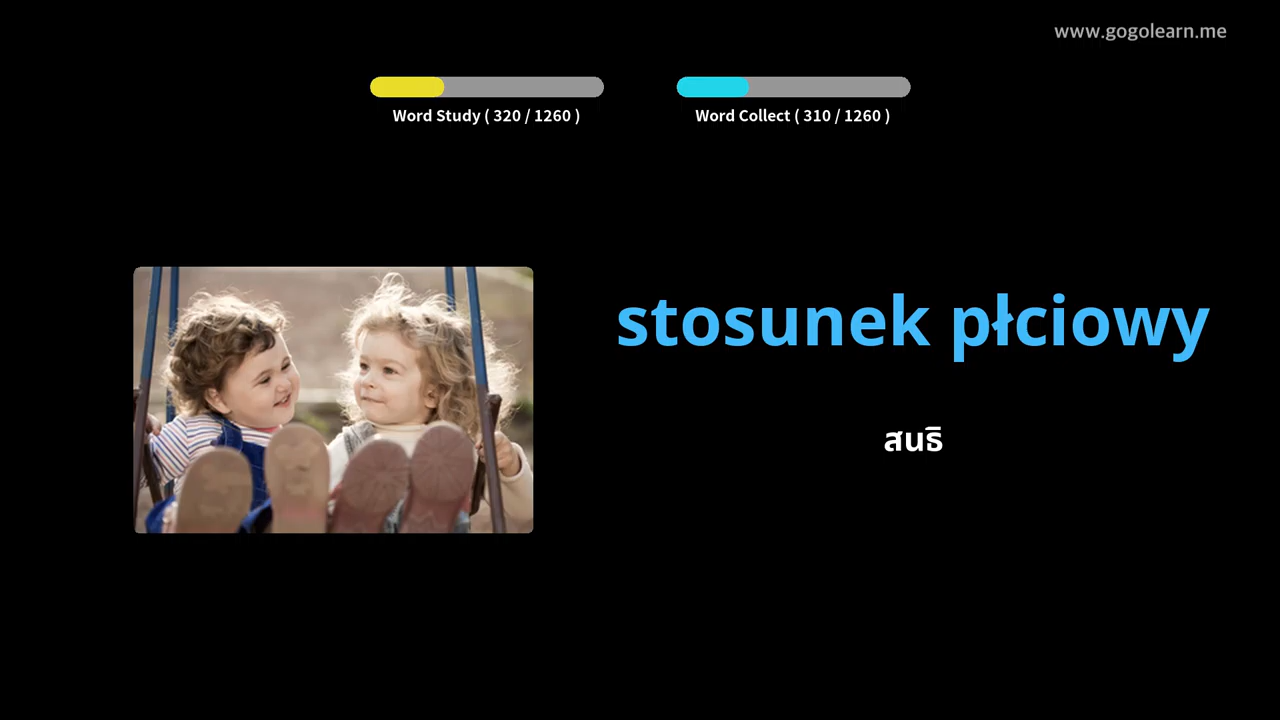 www.gogolearn.me
Word Study ( 320 / 1260 )
Word Collect ( 310 / 1260 )
stosunek płciowy
สนธิ